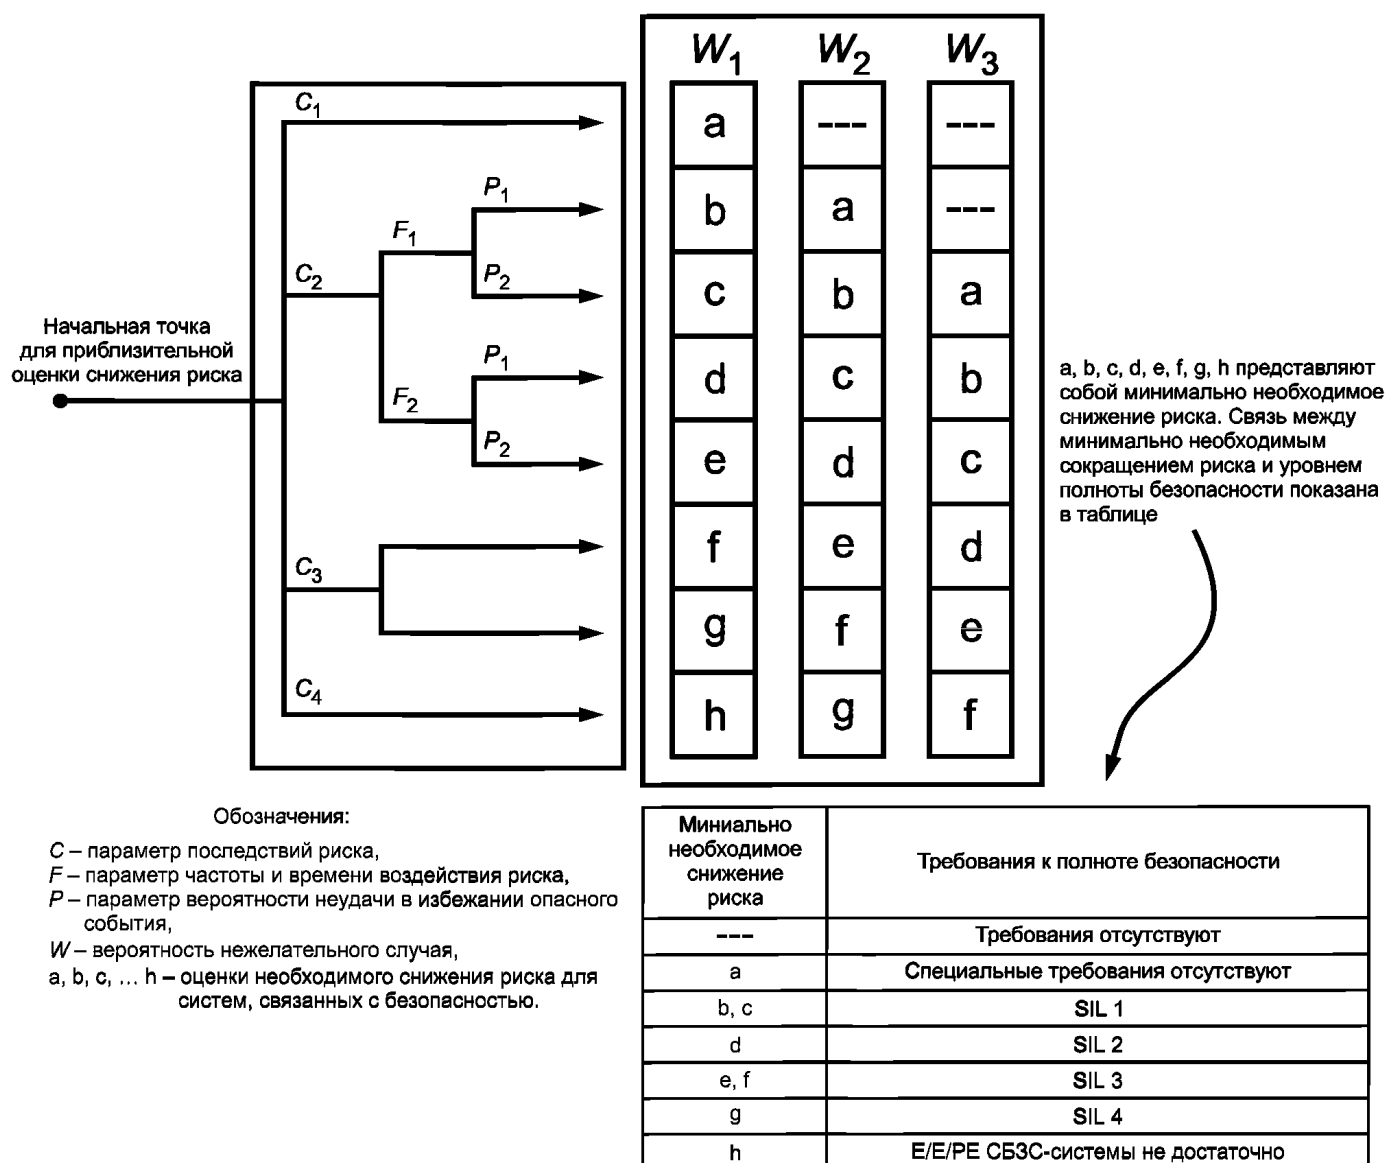 W1 W2 W3
C1
a --- ---
P1
b a ---
F1
C2
P2
c b a
Начальная точка
для приблизительной
оценки снижения риска
P1
d c b
F2
P2
e d c
a, b, c, d, e, f, g, h представляют
собой минимально необходимое
снижение риска. Связь между
минимально необходимым
сокращением риска и уровнем
полноты безопасности показана
в таблице
f e d
C3
g f e
C4
h g f
Обозначения:
C – параметр последствий риска,
F – параметр частоты и времени воздействия риска,
P – параметр вероятности неудачи в избежании опасного
события,
W – вероятность нежелательного случая,
a, b, c, … h – оценки необходимого снижения риска для
систем, связанных с безопасностью.
Миниально
необходимое
снижение
риска
Требования к полноте безопасности
--- Требования отсутствуют
a Специальные требования отсутствуют
b, c SIL 1
d SIL 2
e, f SIL 3
g SIL 4
h E/E/PE СБЗС-системы не достаточно